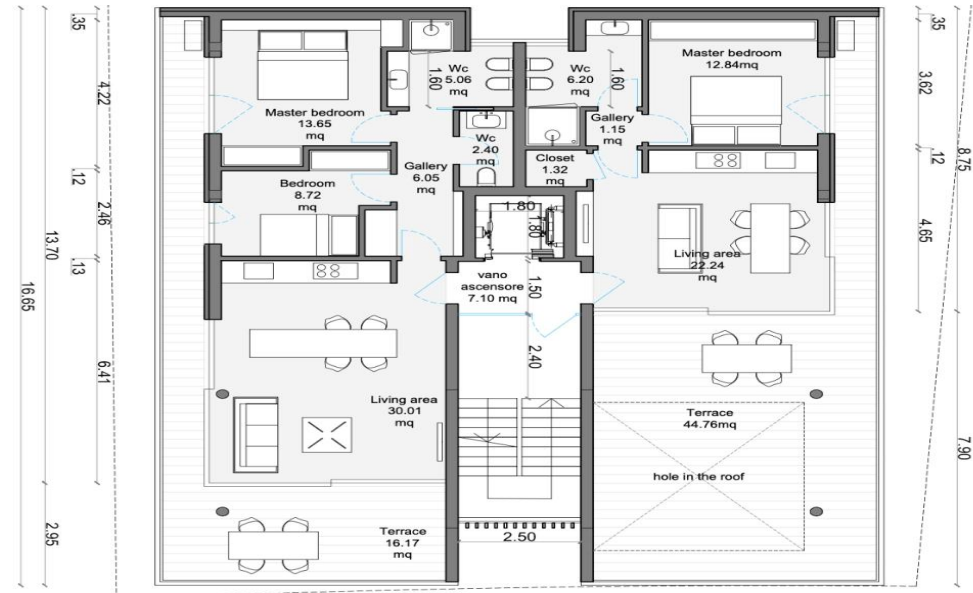 ,35
4.22
,12
2.46
,13
6.41
13.70
16.65
2.95
Master bedroom
13.65
mq
Bedroom
8.72
mq
Gallery
6.05
mq
Wc
5.06
mq
1.60
Wc
2.40
mq
Wc
6.20
mq
1.60
Gallery
1.15
mq
Closet
1.32
mq
Master bedroom
12.84mq
1.80
1.80
vano
ascensore
7.10 mq
1.50
2.40
Living area
22.24
mq
Living area
30.01
mq
Terrace
44.76mq
hole in the roof
Terrace
16.17
mq
2.50
,35
3.62
,12
4.65
8.75
7.90